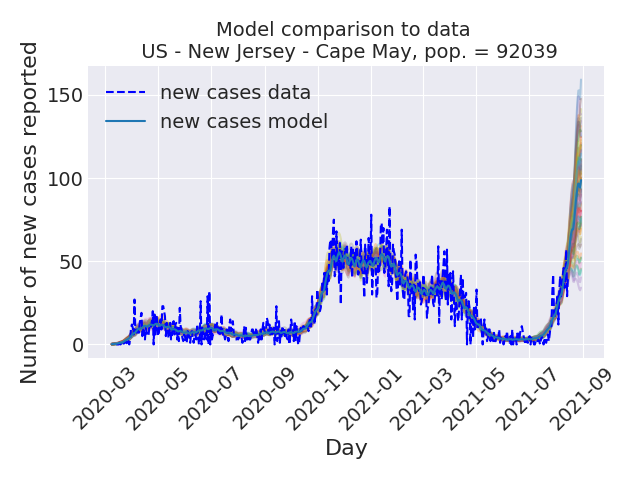 Model comparison to data
US - New Jersey - Cape May, pop. = 92039
Number of new cases reported
150
100
50
0
new cases data
new cases model
2020-03
2020-05
2020-07
2020-09
2020-11
2021-01
2021-03
2021-05
2021-07
2021-09
Day